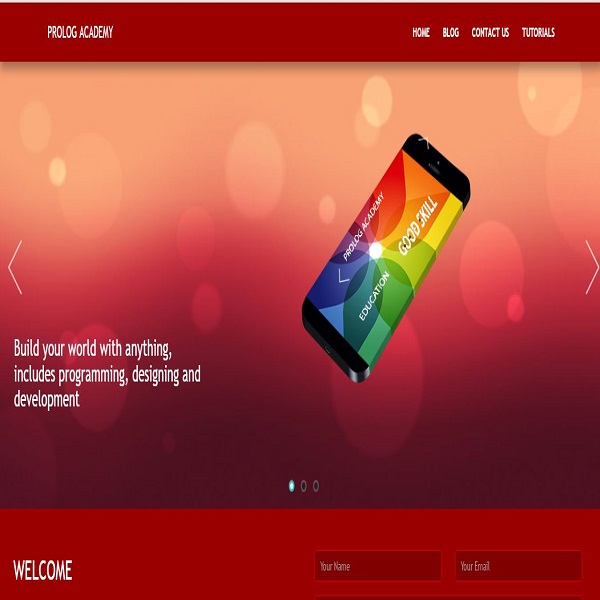 PROLOG ACADEMY
HOME BLOG CONTACT US TUTORIALS
PROLOG ACADEMY
GOOD SKILL
EDUCATION
Build your world with anything,
includes programming, designing and
development
WELCOME
Your Name
Your Email